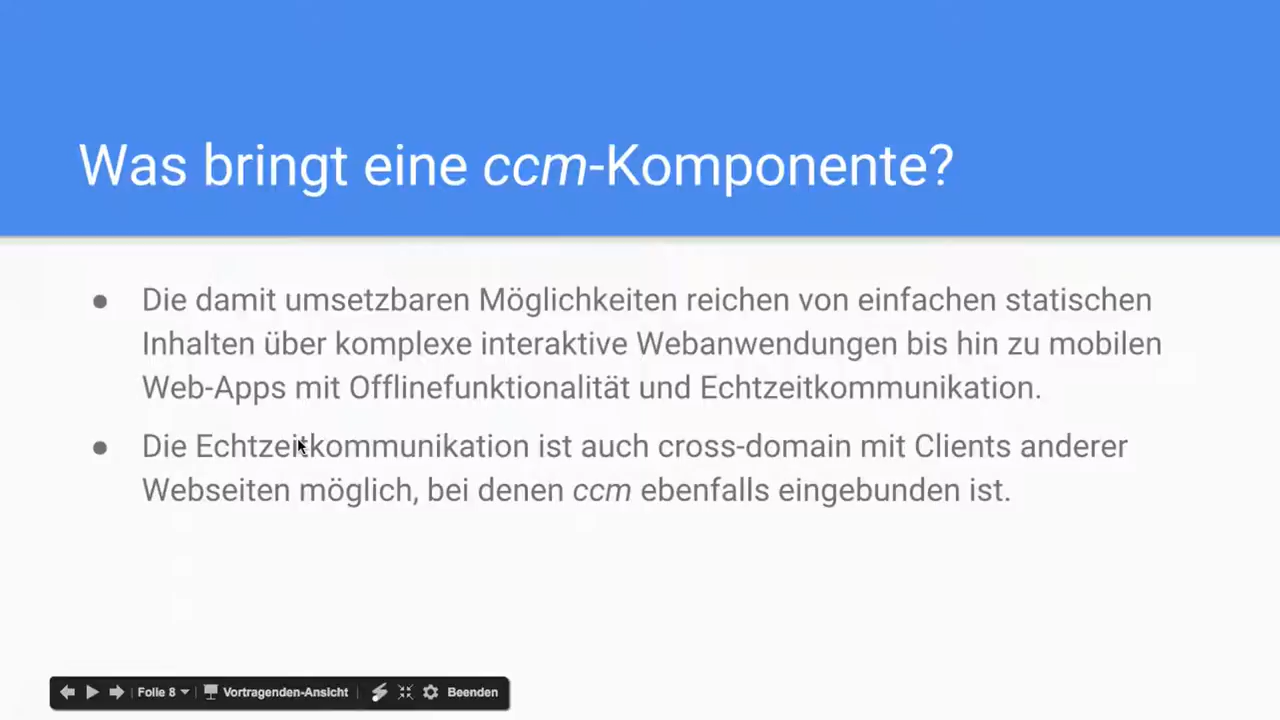 Was bringt eine ccm-Komponente?
● Die damit umsetzbaren Möglichkeiten reichen von einfachen statischen
Inhalten über komplexe interaktive Webanwendungen bis hin zu mobilen
Web-Apps mit Offlinefunktionalität und Echtzeitkommunikation.
● Die Echtzeitkommunikation ist auch cross-domain mit Clients anderer
Webseiten möglich, bei denen ccm ebenfalls eingebunden ist.
Folie 8 Vortragenden-Ansicht Beenden